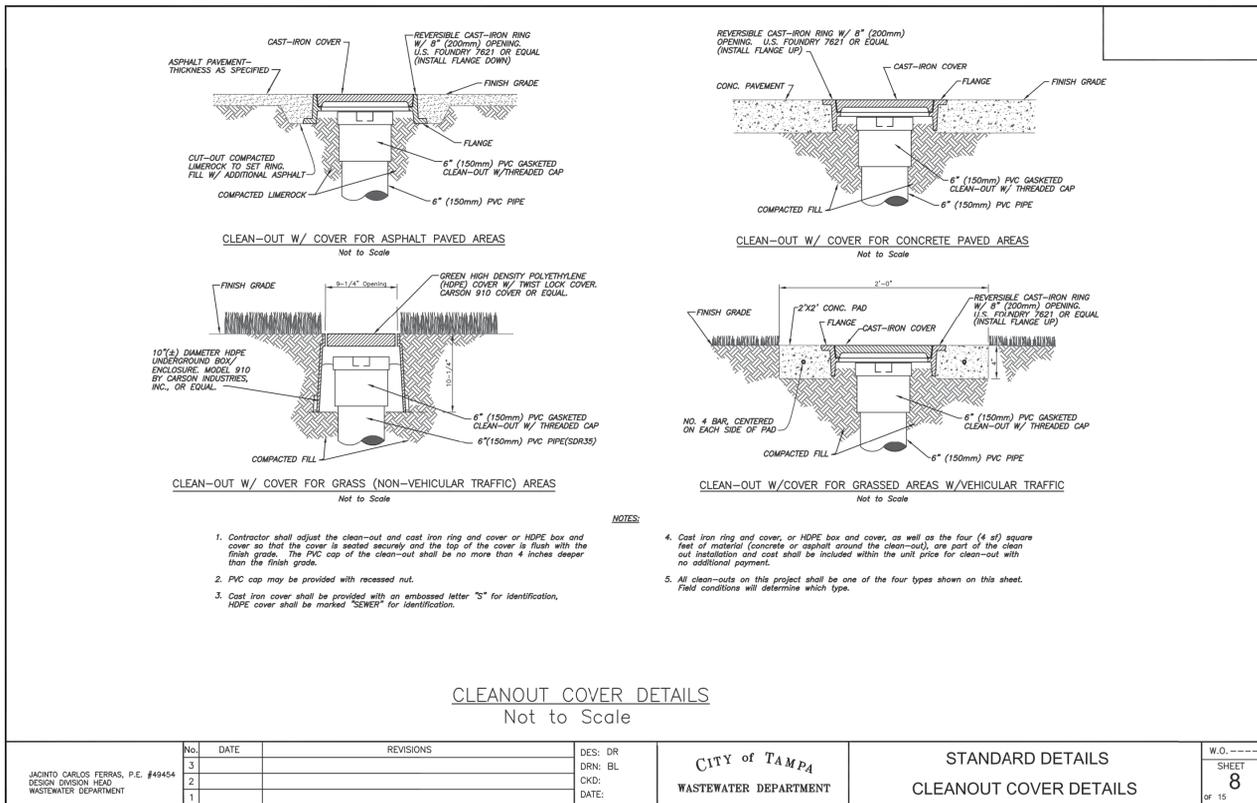 CAST-IRON COVER
REVERSIBLE CAST-IRON RING
W/ 8" (200mm) OPENING.
U.S. FOUNDRY 7621 OR EQUAL
(INSTALL FLANGE DOWN)
ASPHALT PAVEMENT-
THICKNESS AS SPECIFIED
FINISH GRADE
FLANGE
CUT-OUT COMPACTED
LIMEROCK TO SET RING.
FILL W/ ADDITIONAL ASPHALT
6" (150mm) PVC GASKETED
CLEAN-OUT W/THREADED CAP
COMPACTED LIMEROCK
6" (150mm) PVC PIPE
CLEAN-OUT W/ COVER FOR ASPHALT PAVED AREAS
Not to Scale
REVERSIBLE CAST-IRON RING W/ 8" (200mm)
OPENING. U.S. FOUNDRY 7621 OR EQUAL
(INSTALL FLANGE UP)
CAST-IRON COVER
FLANGE
CONC. PAVEMENT
FINISH GRADE
6" (150mm) PVC GASKETED
CLEAN-OUT W/ THREADED CAP
COMPACTED FILL
6" (150mm) PVC PIPE
CLEAN-OUT W/ COVER FOR CONCRETE PAVED AREAS
Not to Scale
FINISH GRADE
9-1/4" Opening
GREEN HIGH DENSITY POLYETHYLENE
(HDPE) COVER W/ TWIST LOCK COVER.
CARSON 910 COVER OR EQUAL.
10"(±) DIAMETER HDPE
UNDERGROUND BOX/
ENCLOSURE. MODEL 910
BY CARSON INDUSTRIES,
INC., OR EQUAL.
10-1/4"
6" (150mm) PVC GASKETED
CLEAN-OUT W/ THREADED CAP
6"(150mm) PVC PIPE(SDR35)
COMPACTED FILL
CLEAN-OUT W/ COVER FOR GRASS (NON-VEHICULAR TRAFFIC) AREAS
Not to Scale
2'-0"
FINISH GRADE
2'X2' CONC. PAD
FLANGE
CAST-IRON COVER
REVERSIBLE CAST-IRON RING
W/ 8" (200mm) OPENING.
U.S. FOUNDRY 7621 OR EQUAL
(INSTALL FLANGE UP)
4"
NO. 4 BAR, CENTERED
ON EACH SIDE OF PAD
6" (150mm) PVC GASKETED
CLEAN-OUT W/ THREADED CAP
COMPACTED FILL
6" (150mm) PVC PIPE
CLEAN-OUT W/COVER FOR GRASSED AREAS W/VEHICULAR TRAFFIC
Not to Scale
NOTES:
1. Contractor shall adjust the clean-out and cast iron ring and cover or HDPE box and
cover so that the cover is seated securely and the top of the cover is flush with the
finish grade. The PVC cap of the clean-out shall be no more than 4 inches deeper
than the finish grade.
2. PVC cap may be provided with recessed nut.
3. Cast iron cover shall be provided with an embossed letter "S" for identification,
HDPE cover shall be marked "SEWER" for identification.
4. Cast iron ring and cover, or HDPE box and cover, as well as the four (4 sf) square
feet of material (concrete or asphalt around the clean-out), are part of the clean
out installation and cost shall be included within the unit price for clean-out with
no additional payment.
5. All clean-outs on this project shall be one of the four types shown on this sheet.
Field conditions will determine which type.
CLEANOUT COVER DETAILS
Not to Scale
JACINTO CARLOS FERRAS, P.E. #49454
DESIGN DIVISION HEAD
WASTEWATER DEPARTMENT
No. DATE REVISIONS
3
2
1
DES: DR
DRN: BL
CKD:
DATE:
CITY of TAMPA
WASTEWATER DEPARTMENT
STANDARD DETAILS
CLEANOUT COVER DETAILS
W.O.----
SHEET
8
OF 15